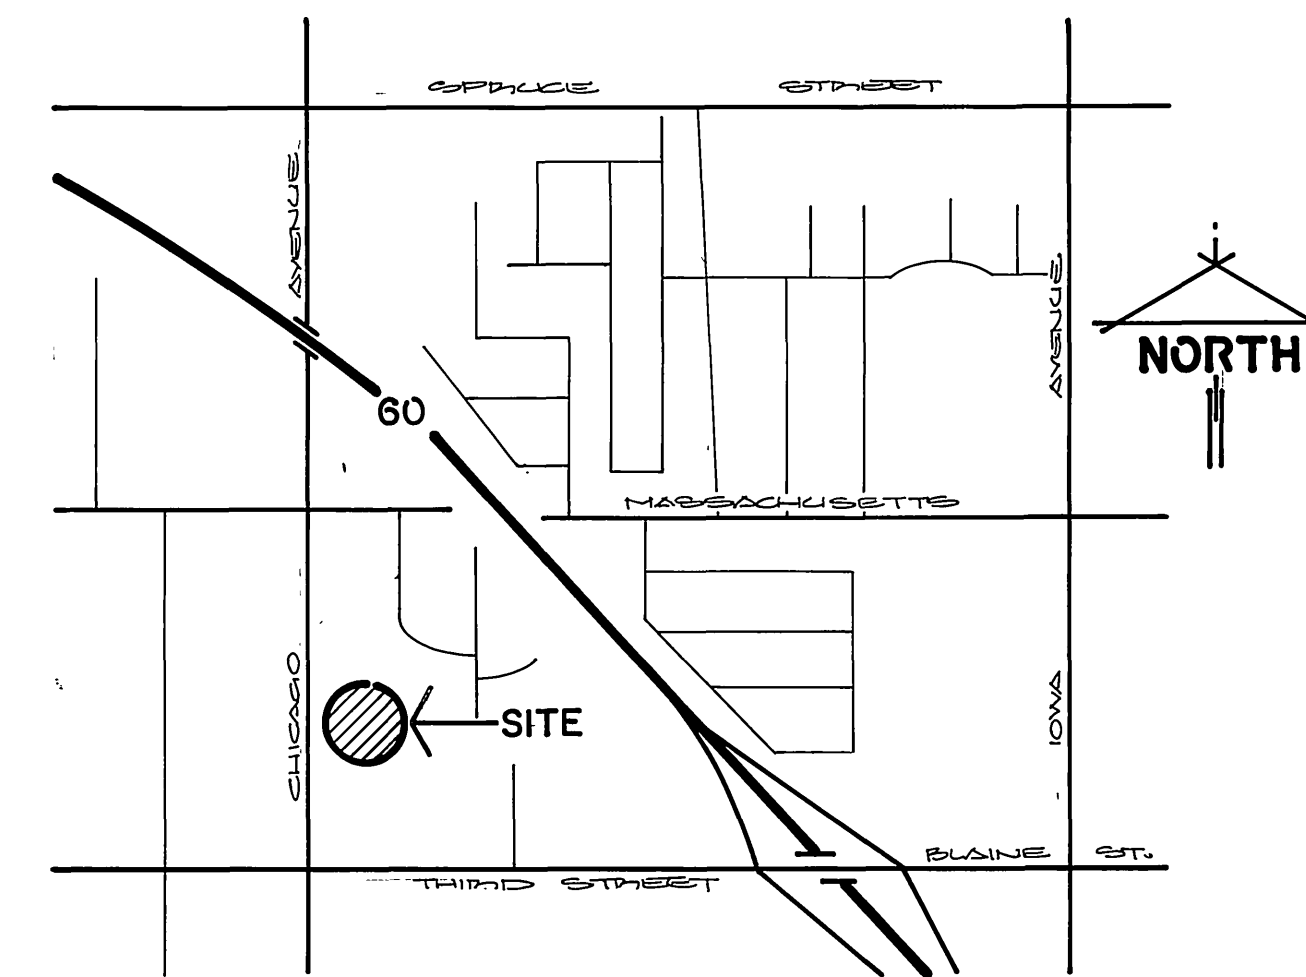 SPRUCE STREET
AVENUE
AVENUE
NORTH
60
MASSACHUSETTS
CHICAGO
IOWA
SITE
BLAINE ST.
THIRD STREET